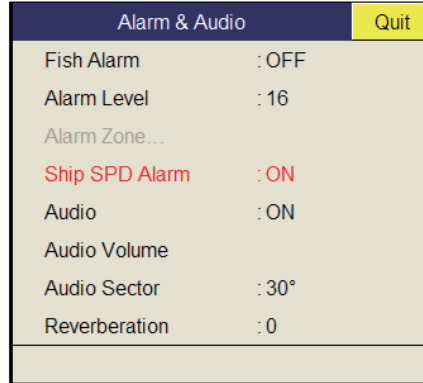 Alarm & Audio Quit
Fish Alarm : OFF
Alarm Level : 16
Alarm Zone...
Ship SPD Alarm : ON
Audio : ON
Audio Volume
Audio Sector : 30°
Reverberation : 0